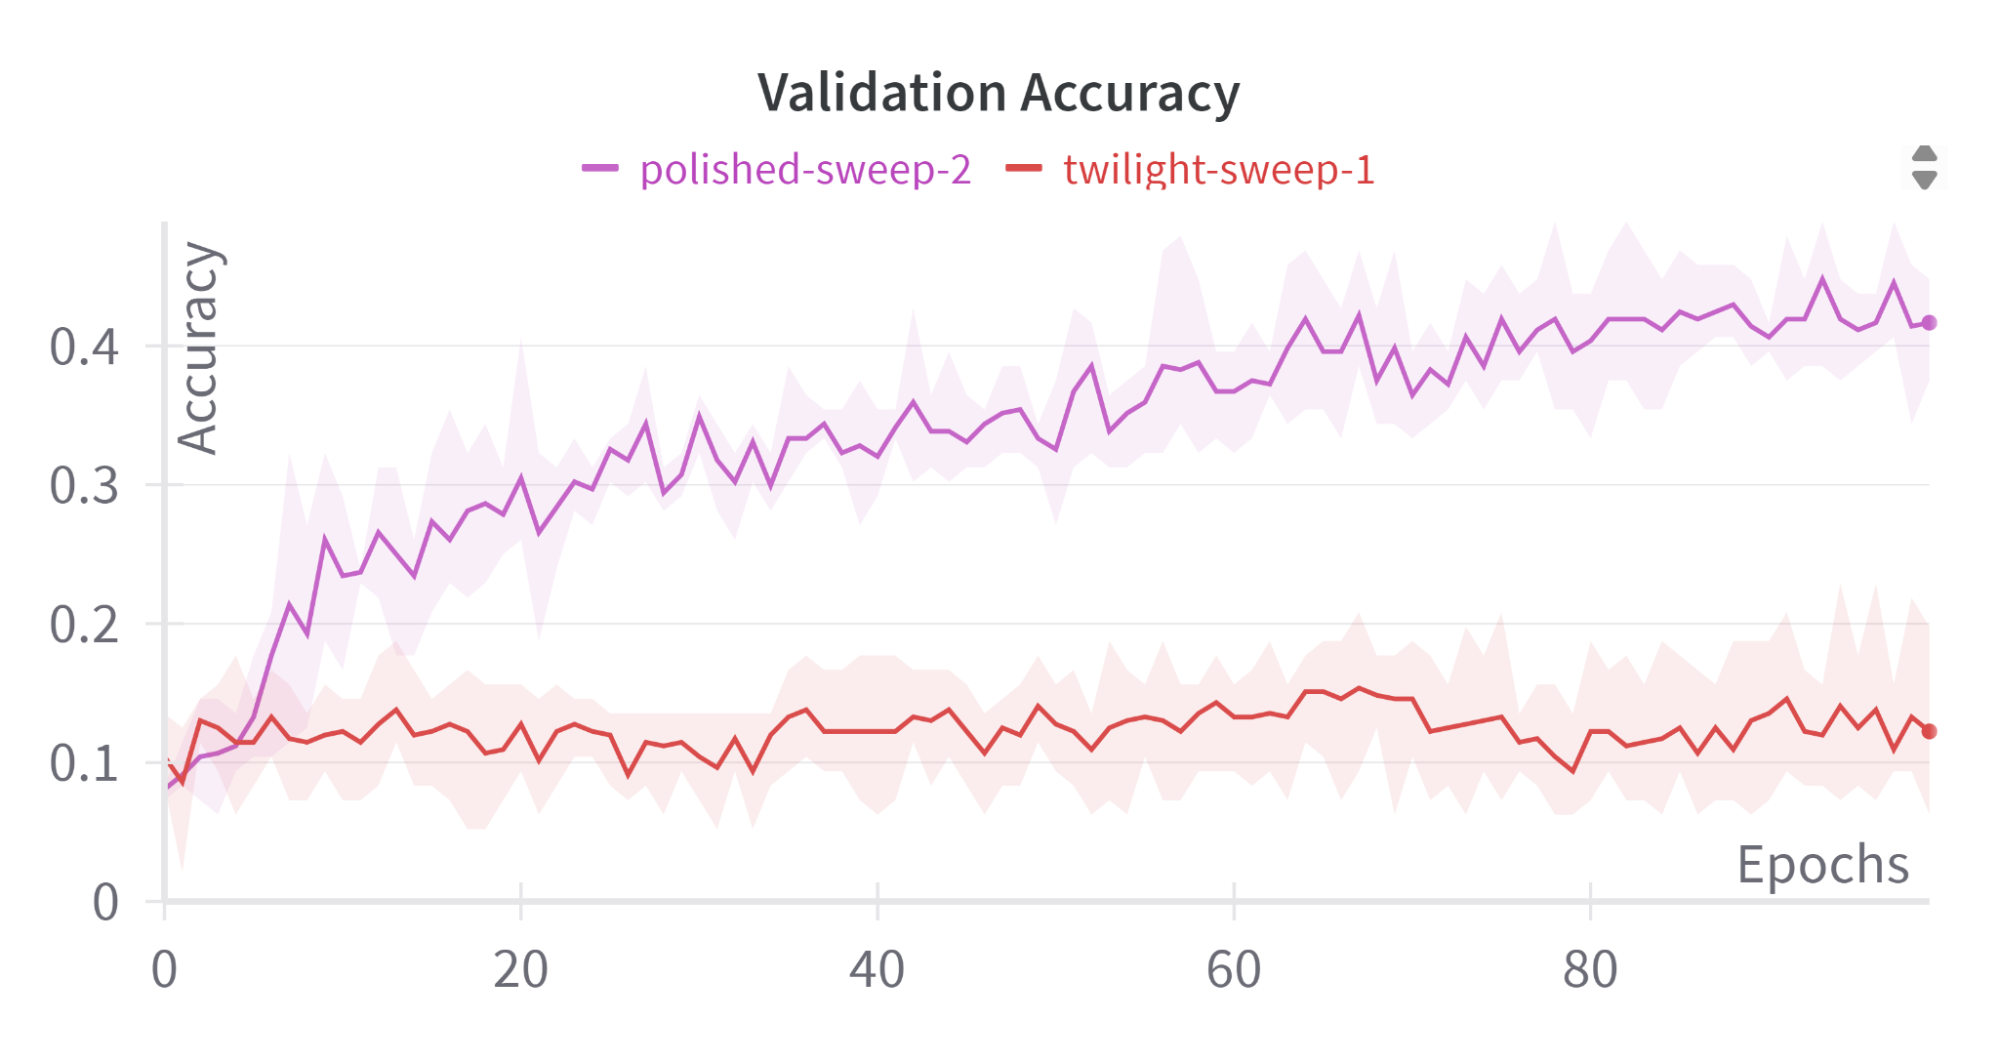 Validation Accuracy
polished-sweep-2 twilight-sweep-1
Accuracy
0.4
0.3
0.2
0.1
0
Epochs
0 20 40 60 80